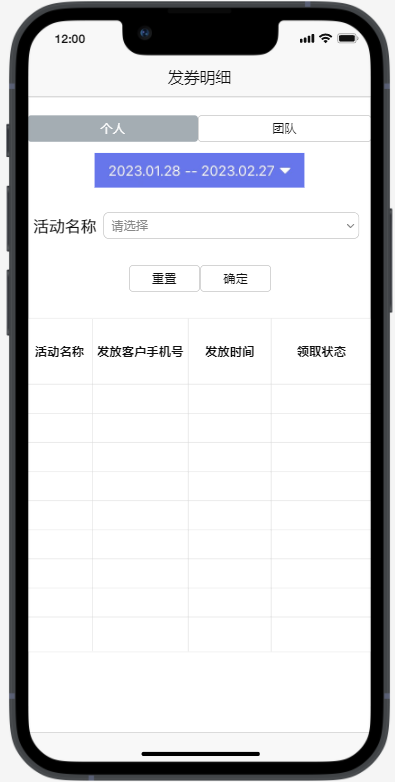 12:00
发券明细
个人 团队
2023.01.28 -- 2023.02.27
活动名称 请选择
重置 确定
活动名称 发放客户手机号 发放时间 领取状态